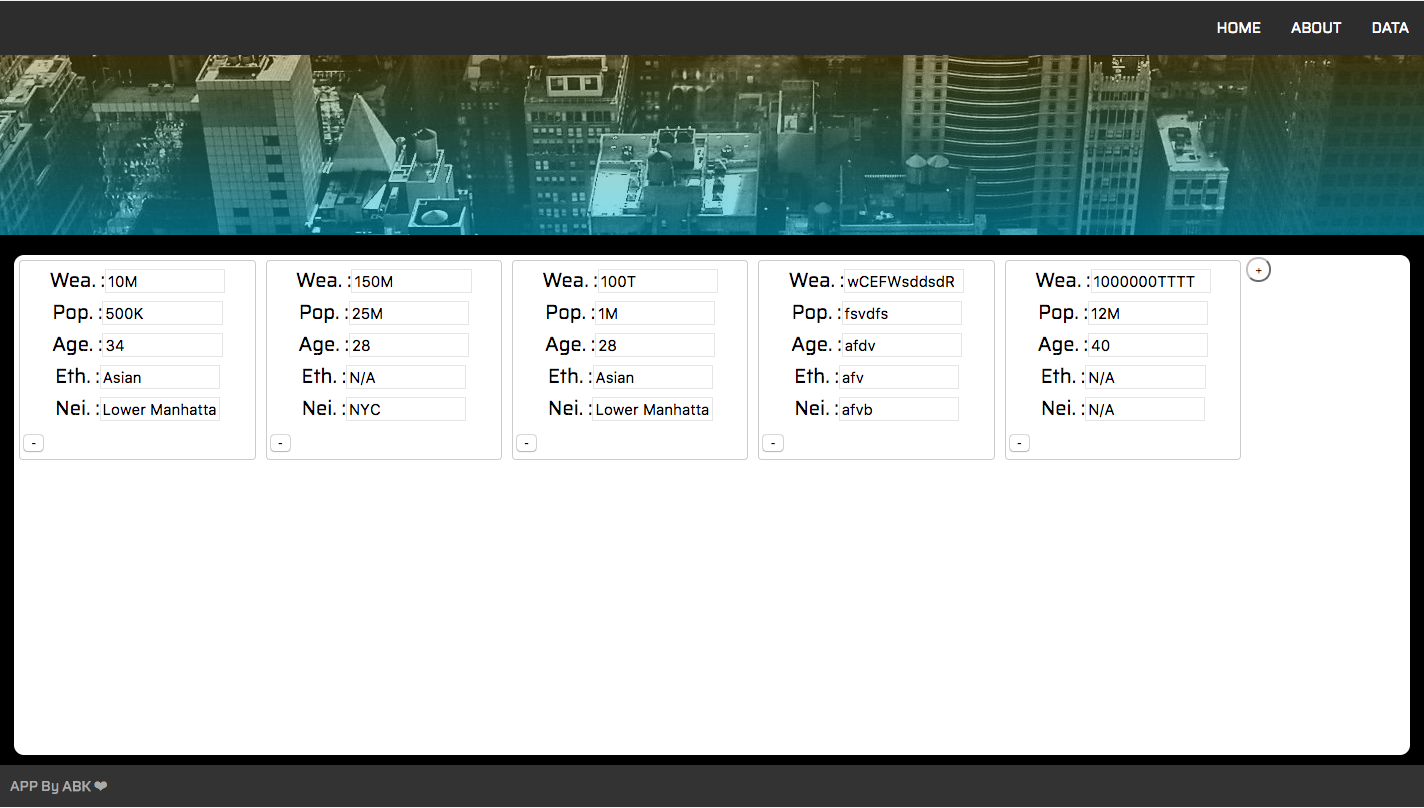 HOME ABOUT DATA
Wea. : 10M
Pop. : 500K
Age. : 34
Eth. : Asian
Nei. : Lower Manhatta
-
Wea. : 150M
Pop. : 25M
Age. : 28
Eth. : N/A
Nei. : NYC
-
Wea. : 100T
Pop. : 1M
Age. : 28
Eth. : Asian
Nei. : Lower Manhatta
-
Wea. : wCEFWsddsdR
Pop. : fsvdfs
Age. : afdv
Eth. : afv
Nei. : afvb
-
Wea. : 1000000TTTT
Pop. : 12M
Age. : 40
Eth. : N/A
Nei. : N/A
-
+
APP By ABK ❤